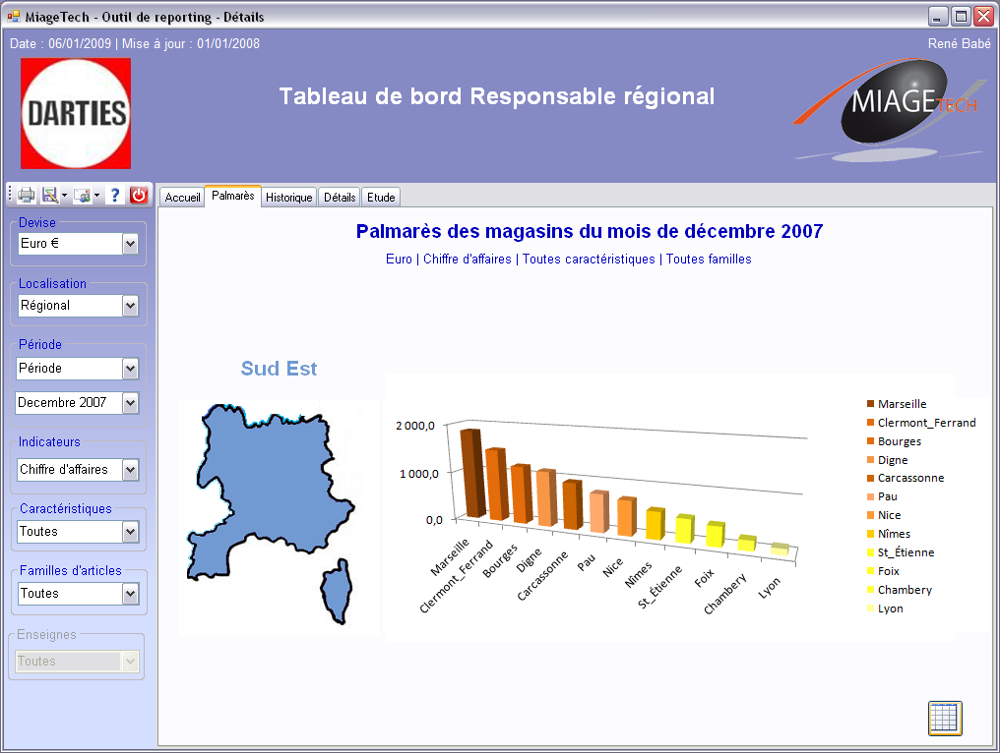 MiageTech - Outil de reporting - Détails
Date : 06/01/2009 | Mise à jour : 01/01/2008
René Babé
DARTIES
Tableau de bord Responsable régional
MIAGE TECH
?
Accueil
Palmarès
Historique
Détails
Etude
Devise
Euro €
Localisation
Régional
Période
Période
Decembre 2007
Indicateurs
Chiffre d'affaires
Caractéristiques
Toutes
Familles d'articles
Toutes
Enseignes
Toutes
Palmarès des magasins du mois de décembre 2007
Euro | Chiffre d'affaires | Toutes caractéristiques | Toutes familles
Sud Est
2 000,0
1 000,0
0,0
Marseille
Clermont_Ferrand
Bourges
Digne
Carcassonne
Pau
Nice
Nîmes
St_Étienne
Foix
Chambery
Lyon
Marseille
Clermont_Ferrand
Bourges
Digne
Carcassonne
Pau
Nice
Nîmes
St_Étienne
Foix
Chambery
Lyon